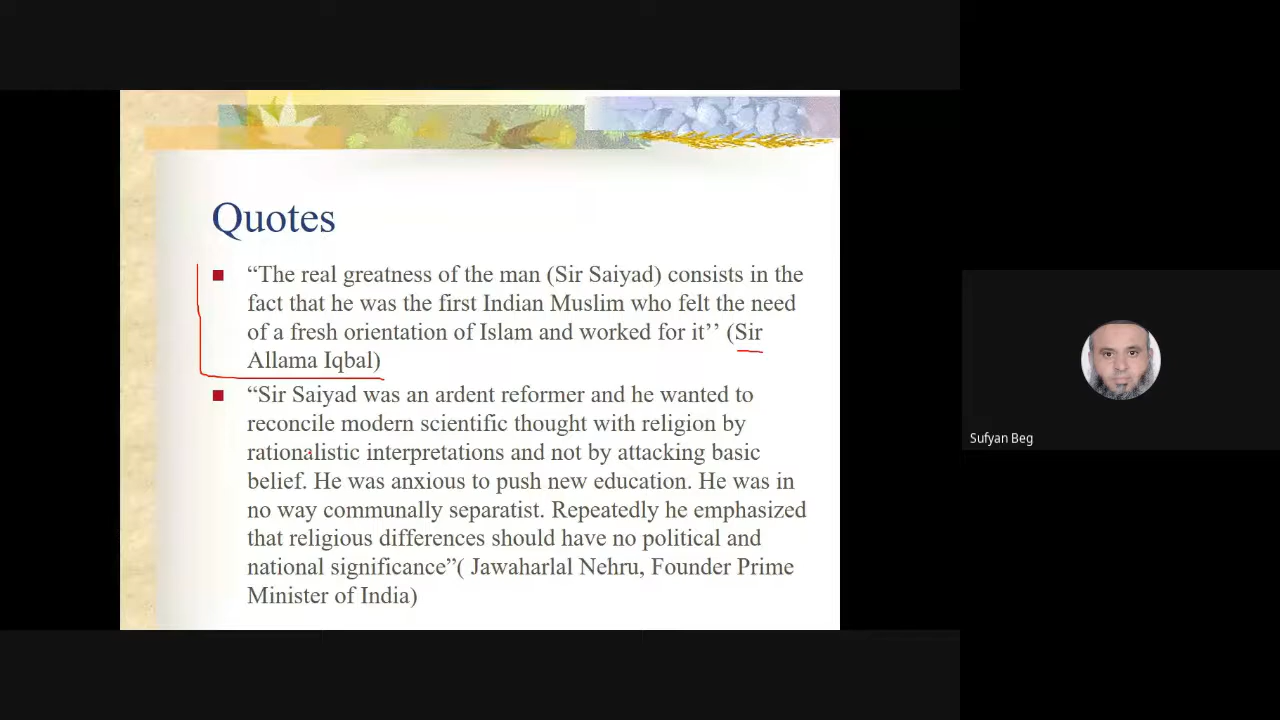 Quotes
“The real greatness of the man (Sir Saiyad) consists in the
fact that he was the first Indian Muslim who felt the need
of a fresh orientation of Islam and worked for it’’ (Sir
Allama Iqbal)
“Sir Saiyad was an ardent reformer and he wanted to
reconcile modern scientific thought with religion by
rationalistic interpretations and not by attacking basic
belief. He was anxious to push new education. He was in
no way communally separatist. Repeatedly he emphasized
that religious differences should have no political and
national significance”( Jawaharlal Nehru, Founder Prime
Minister of India)
Sufyan Beg